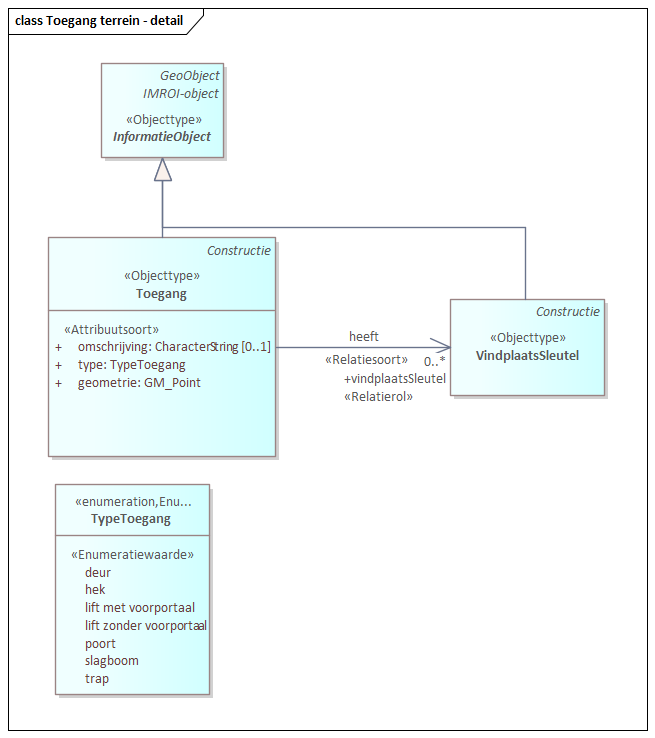 class Toegang terrein - detail
GeoObject
IMROI-object
«Objecttype»
InformatieObject
Constructie
«Objecttype»
Toegang
«Attribuutsoort»
+ omschrijving: CharacterString [0..1]
+ type: TypeToegang
+ geometrie: GM_Point
heeft
«Relatiesoort»
0..*
+vindplaatsSleutel
«Relatierol»
Constructie
«Objecttype»
VindplaatsSleutel
«enumeration,Enu...
TypeToegang
«Enumeratiewaarde»
deur
hek
lift met voorportaal
lift zonder voorportaal
poort
slagboom
trap